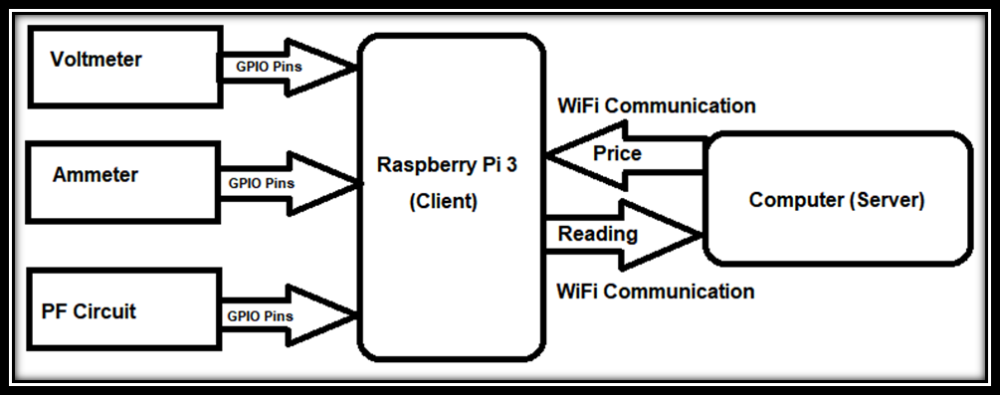 Voltmeter
GPIO Pins
Ammeter
GPIO Pins
PF Circuit
GPIO Pins
Raspberry Pi 3
(Client)
WiFi Communication
Price
Reading
WiFi Communication
Computer (Server)